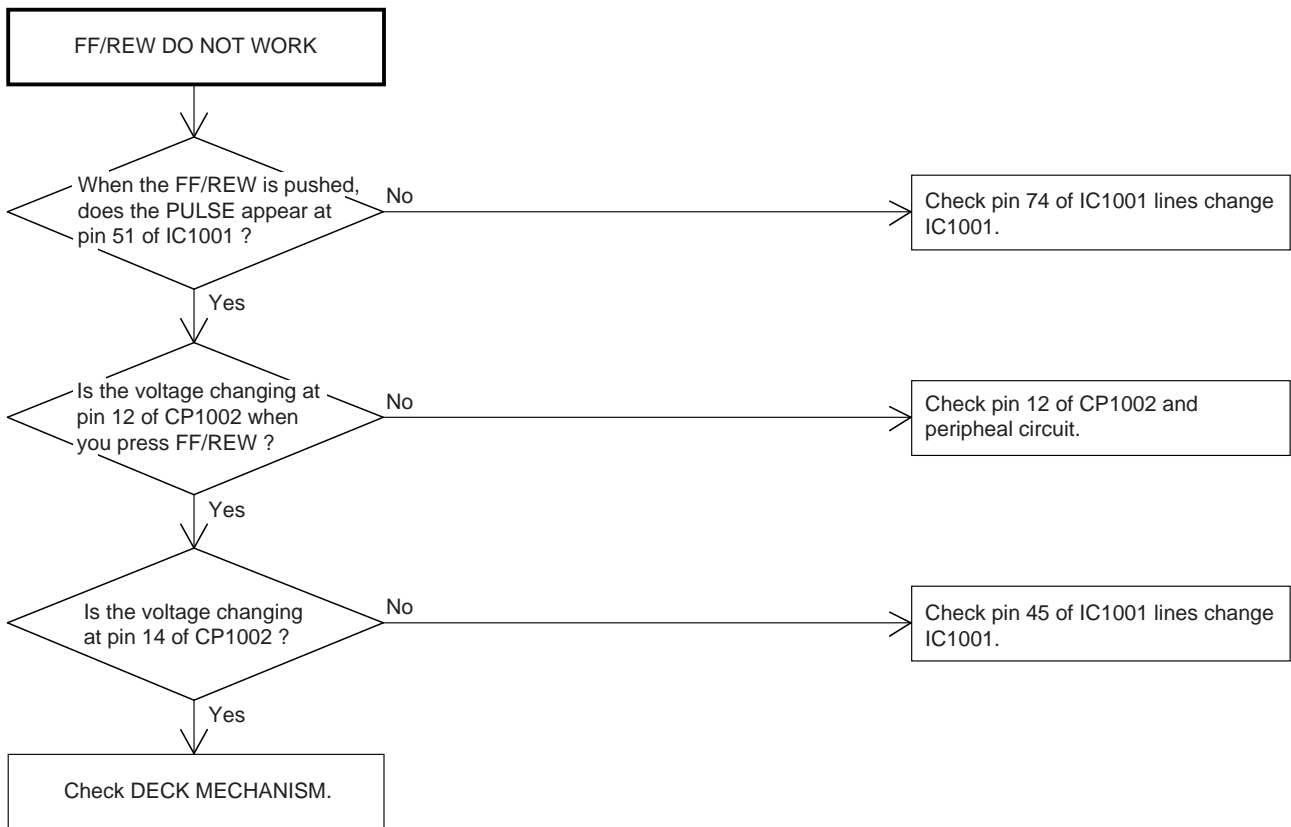 FF/REW DO NOT WORK
When the FF/REW is pushed,
does the PULSE appear at
pin 51 of IC1001 ?
No
Check pin 74 of IC1001 lines change
IC1001.
Yes
Is the voltage changing at
pin 12 of CP1002 when
you press FF/REW ?
No
Check pin 12 of CP1002 and
peripheal circuit.
Yes
Is the voltage changing
at pin 14 of CP1002 ?
No
Check pin 45 of IC1001 lines change
IC1001.
Yes
Check DECK MECHANISM.